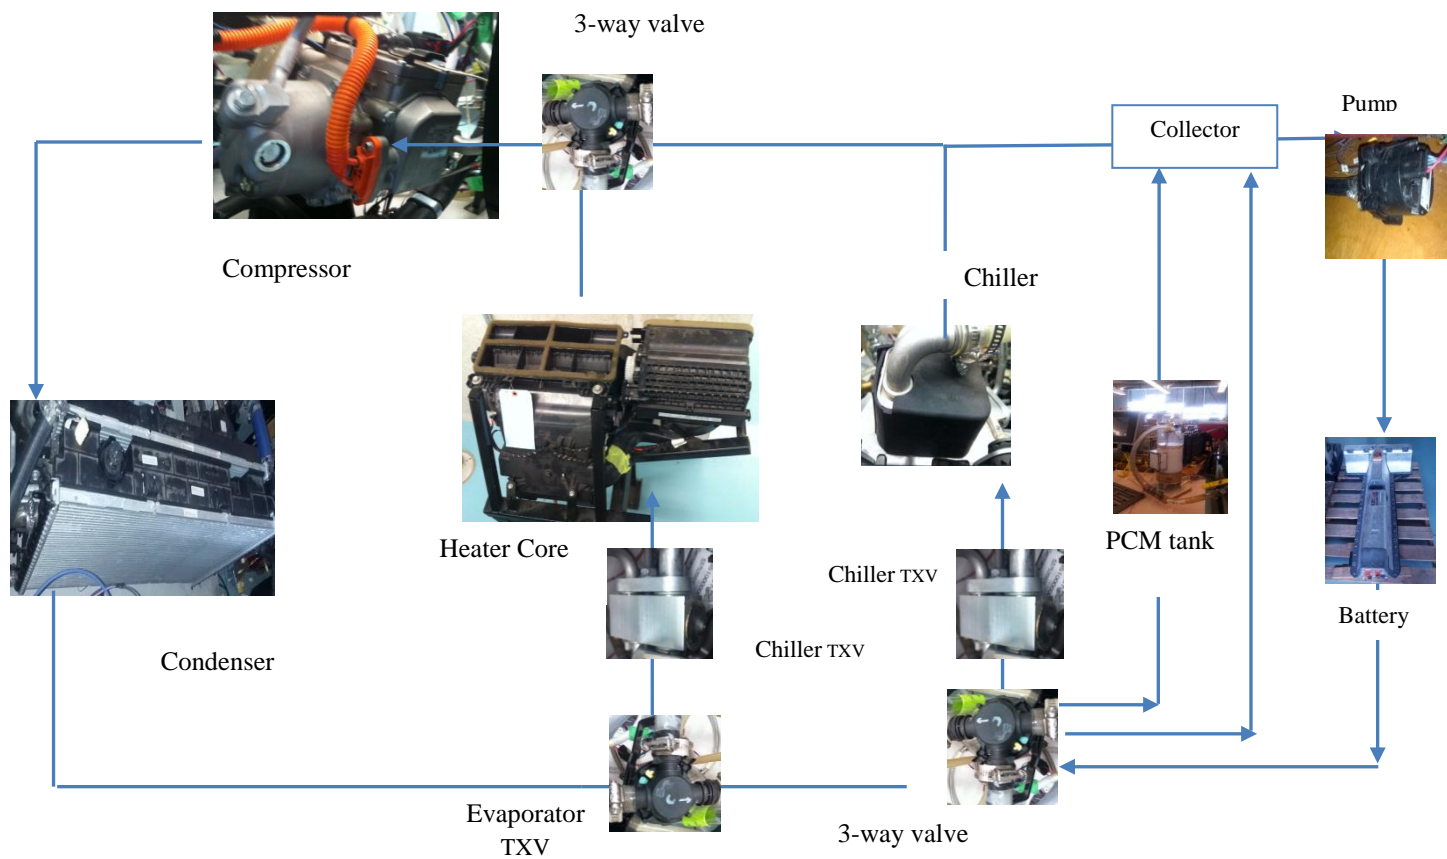 3-way valve
Pump
Collector
Compressor
Chiller
Heater Core
PCM tank
Chiller TXV
Battery
Chiller TXV
Condenser
Evaporator
TXV
3-way valve